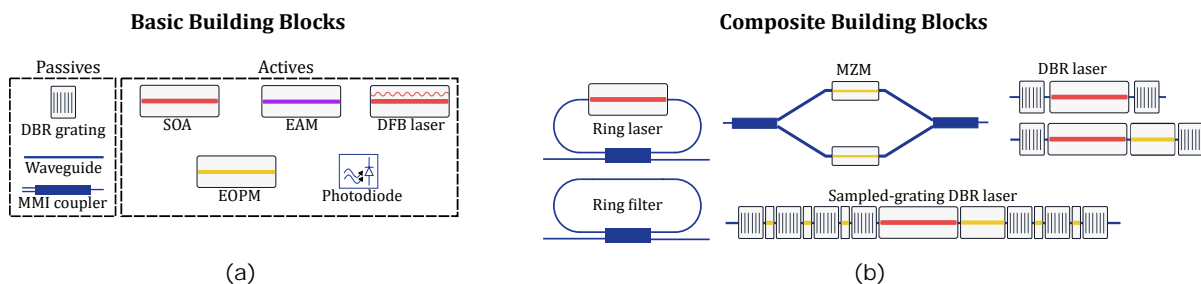 Basic Building Blocks
Passives
Actives
DBR grating
SOA
EAM
DFB laser
Waveguide
MMI coupler
EOPM
Photodiode
(a)
Composite Building Blocks
MZM
DBR laser
Ring laser
Ring filter
Sampled-grating DBR laser
(b)